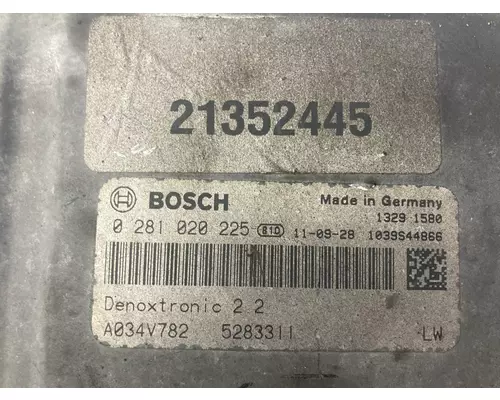 21352445
BOSCH
Made in Germany
1329 1580
0 281 020 225 810 11-09-28 1039S44866
Denoxtronic 2 2
A034V782 5283311 LW